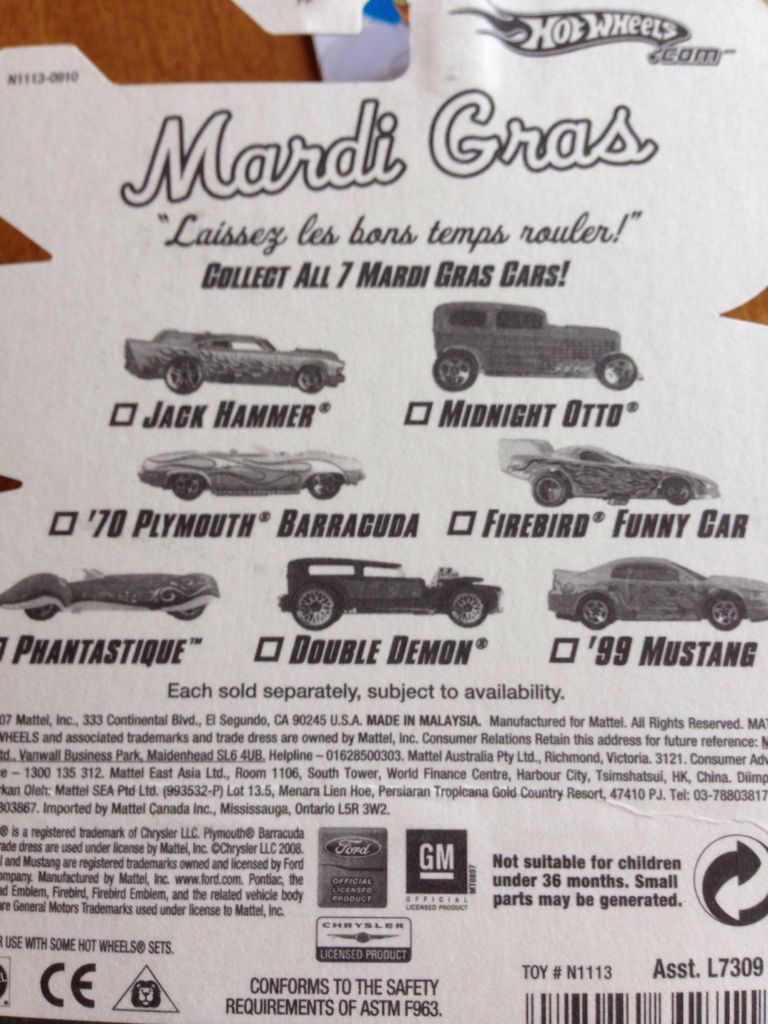 Hot Wheels
.com
N1113-0910
Mardi Gras
"Laissez les bons temps rouler!"
COLLECT ALL 7 MARDI GRAS CARS!
JACK HAMMER® MIDNIGHT OTTO®
'70 PLYMOUTH® BARRACUDA FIREBIRD® FUNNY CAR
PHANTASTIQUE™ DOUBLE DEMON® '99 MUSTANG
Each sold separately, subject to availability.
07 Mattel, Inc., 333 Continental Blvd., El Segundo, CA 90245 U.S.A. MADE IN MALAYSIA. Manufactured for Mattel. All Rights Reserved. MAT
WHEELS and associated trademarks and trade dress are owned by Mattel, Inc. Consumer Relations Retain this address for future reference: M
td., Vanwall Business Park, Maidenhead SL6 4UB. Helpline – 01628500303. Mattel Australia Pty Ltd., Richmond, Victoria. 3121. Consumer Adv
e – 1300 135 312. Mattel East Asia Ltd., Room 1106, South Tower, World Finance Centre, Harbour City, Tsimshatsui, HK, China. Diimp
rkan Oleh: Mattel SEA Ptd Ltd. (993532-P) Lot 13.5, Menara Lien Hoe, Persiaran Tropicana Gold Country Resort, 47410 PJ. Tel: 03-78803817
803867. Imported by Mattel Canada Inc., Mississauga, Ontario L5R 3W2.
® is a registered trademark of Chrysler LLC. Plymouth® Barracuda
rade dress are used under license by Mattel, Inc. ©Chrysler LLC 2008.
l and Mustang are registered trademarks owned and licensed by Ford
ompany. Manufactured by Mattel, Inc. www.ford.com. Pontiac, the
ad Emblem, Firebird, Firebird Emblem, and the related vehicle body
re General Motors Trademarks used under license to Mattel, Inc.
Ford
OFFICIAL
LICENSED
PRODUCT
GM
OFFICIAL
LICENSED PRODUCT
MT0807
CHRYSLER
LICENSED PRODUCT
Not suitable for children
under 36 months. Small
parts may be generated.
R USE WITH SOME HOT WHEELS® SETS.
CE
CONFORMS TO THE SAFETY
REQUIREMENTS OF ASTM F963.
TOY # N1113 Asst. L7309